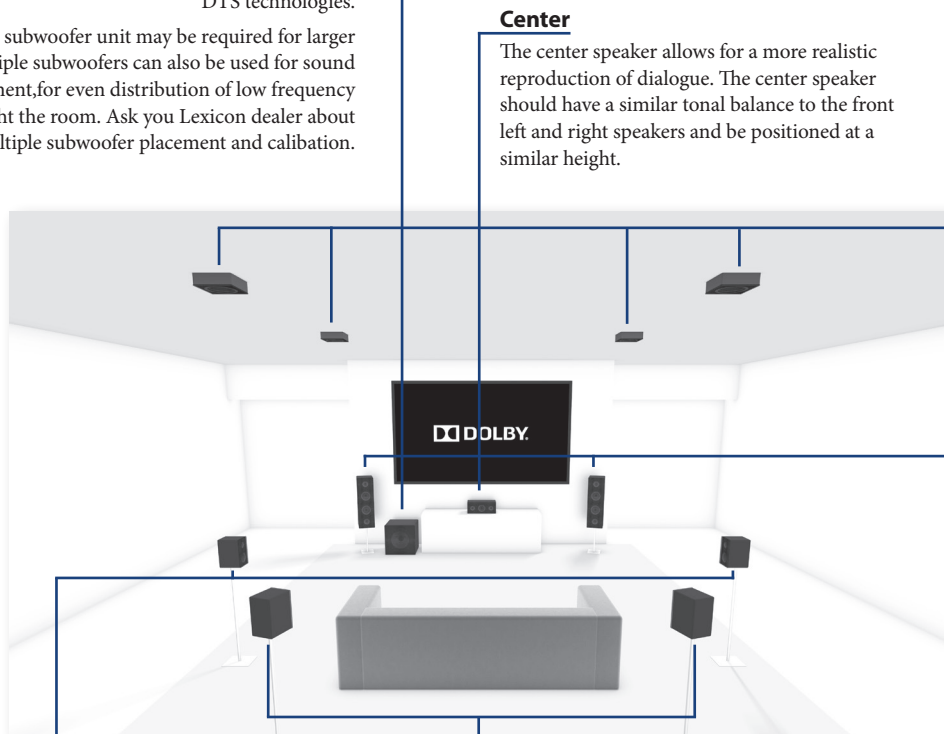 DTS technologies.
subwoofer unit may be required for larger
iple subwoofers can also be used for sound
ment,for even distribution of low frequency
ht the room. Ask you Lexicon dealer about
ltiple subwoofer placement and calibation.
Center
The center speaker allows for a more realistic
reproduction of dialogue. The center speaker
should have a similar tonal balance to the front
left and right speakers and be positioned at a
similar height.
DOLBY.